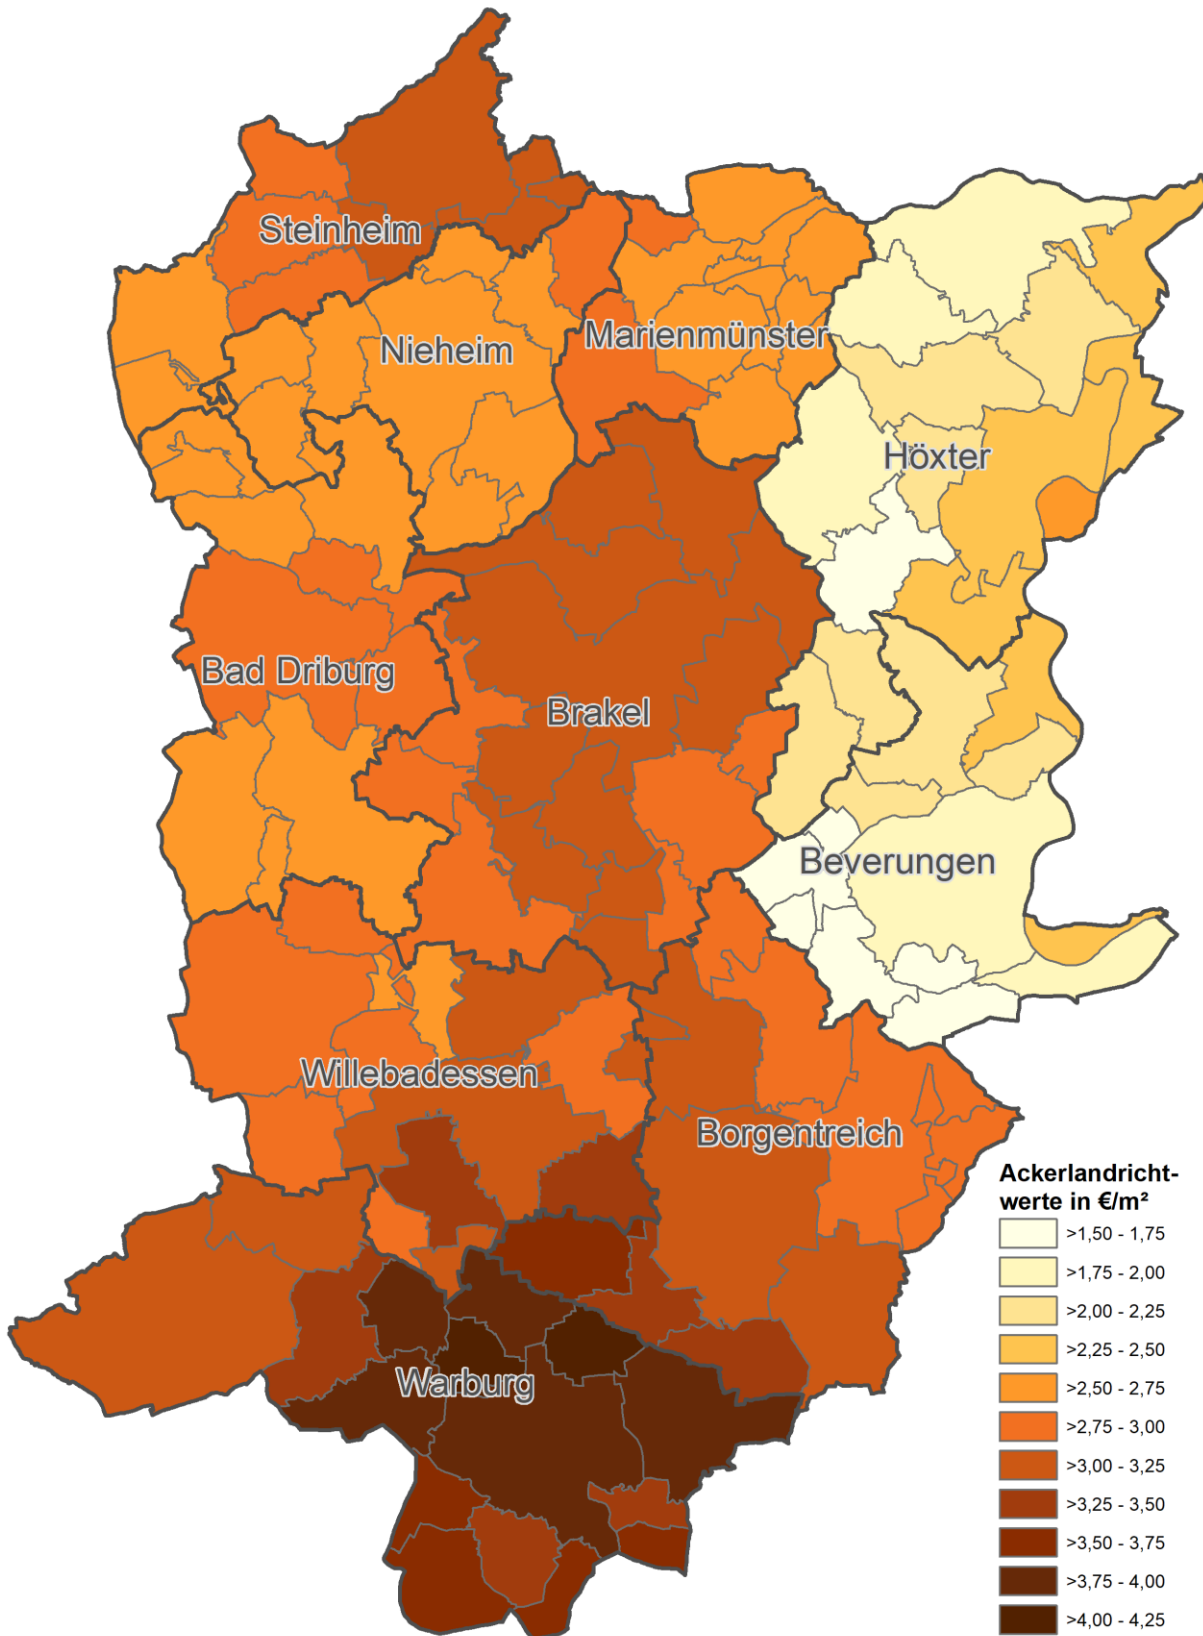 Steinheim
Nieheim
Marienmünster
Höxter
Bad Driburg
Brakel
Beverungen
Willebadessen
Borgentreich
Warburg
Ackerlandricht-
werte in €/m²
>1,50 - 1,75
>1,75 - 2,00
>2,00 - 2,25
>2,25 - 2,50
>2,50 - 2,75
>2,75 - 3,00
>3,00 - 3,25
>3,25 - 3,50
>3,50 - 3,75
>3,75 - 4,00
>4,00 - 4,25